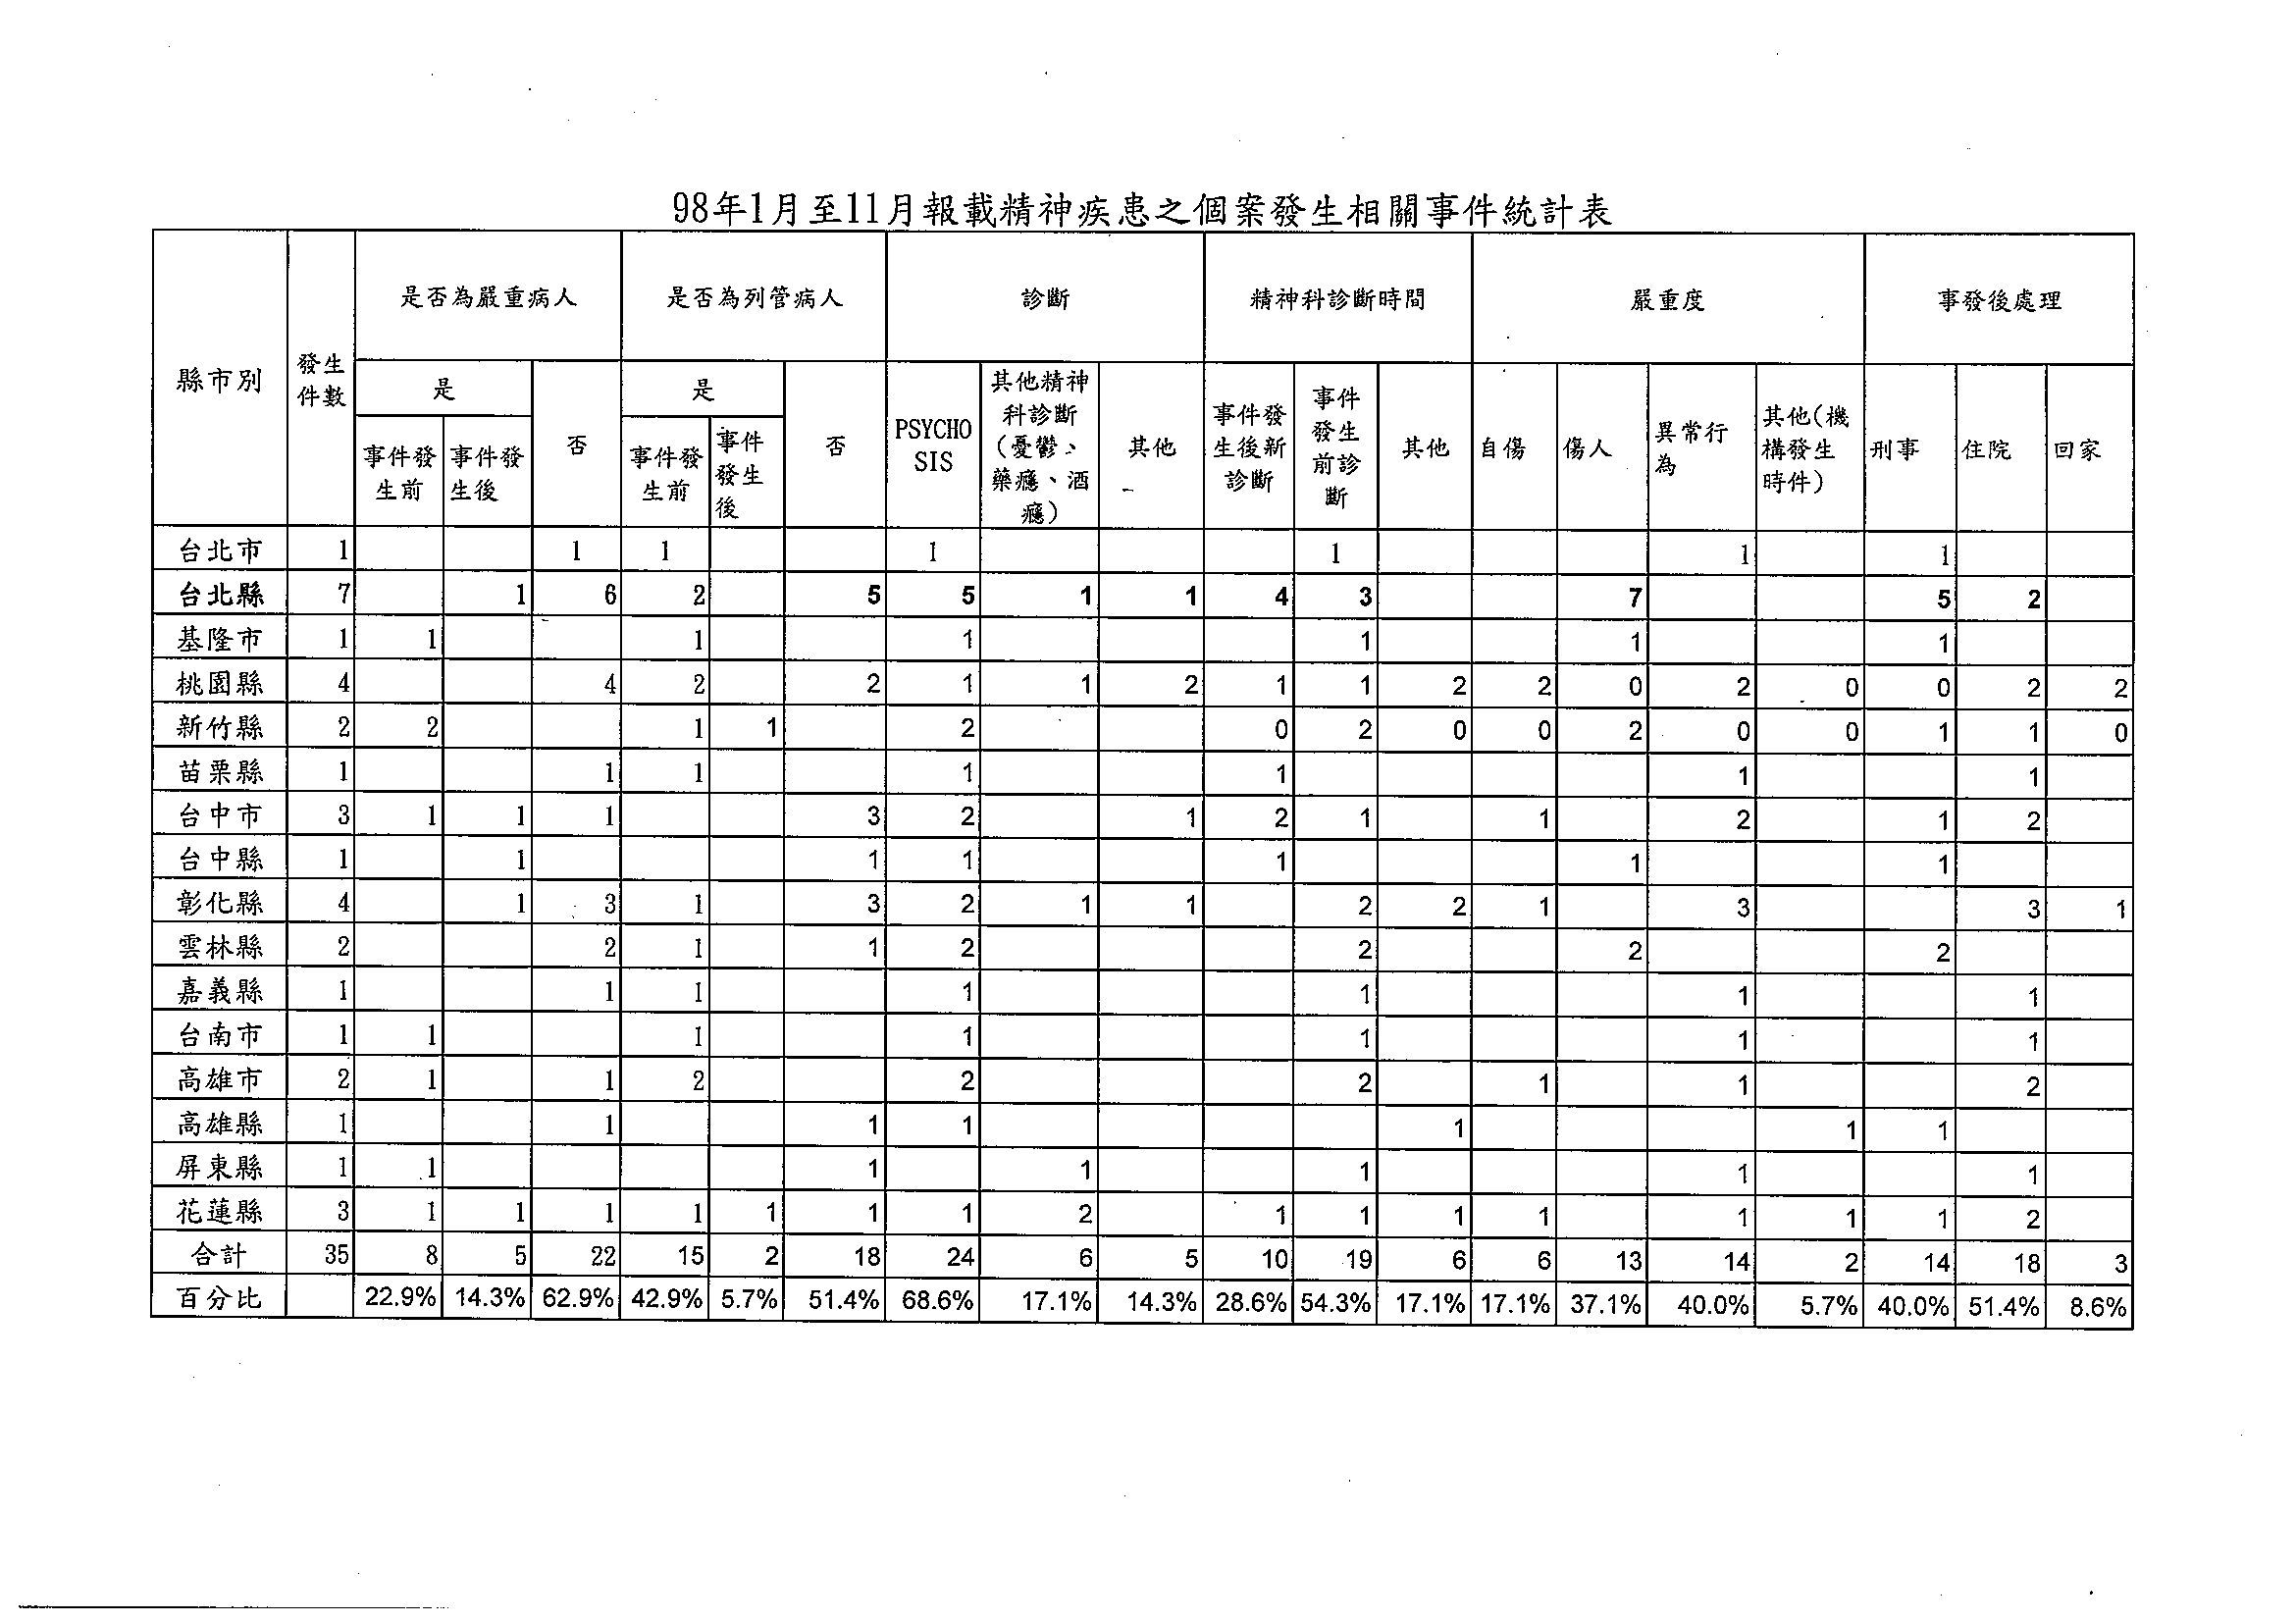 98年1月至11月報載精神疾患之個案發生相關事件統計表
縣市別 發生件數 是否為嚴重病人 是否為列管病人 診斷 精神科診斷時間 嚴重度 事發後處理
是 否 是 否 PSYCHOSIS 其他精神科診斷(憂鬱、藥癮、酒癮) 其他 事件發生後新診斷 事件發生前診斷 其他 自傷 傷人 異常行為 其他(機構發生時件) 刑事 住院 回家
事件發生前 事件發生後 事件發生前 事件發生後
台北市 1 1 1 1 1 1 1
台北縣 7 1 6 2 5 5 1 1 4 3 7 5 2
基隆市 1 1 1 1 1 1 1
桃園縣 4 4 2 2 1 1 2 1 1 2 2 0 2 0 0 2 2
新竹縣 2 2 1 1 2 0 2 0 0 2 0 0 1 1 0
苗栗縣 1 1 1 1 1 1 1
台中市 3 1 1 1 3 2 1 2 1 1 2 1 2
台中縣 1 1 1 1 1 1 1
彰化縣 4 1 3 1 3 2 1 1 2 2 1 3 3 1
雲林縣 2 2 1 1 2 2 2 2
嘉義縣 1 1 1 1 1 1 1
台南市 1 1 1 1 1 1 1
高雄市 2 1 1 2 2 2 1 1 2
高雄縣 1 1 1 1 1 1 1
屏東縣 1 1 1 1 1 1 1
花蓮縣 3 1 1 1 1 1 1 1 2 1 1 1 1 1 1 1 2
合計 35 8 5 22 15 2 18 24 6 5 10 19 6 6 13 14 2 14 18 3
百分比 22.9% 14.3% 62.9% 42.9% 5.7% 51.4% 68.6% 17.1% 14.3% 28.6% 54.3% 17.1% 17.1% 37.1% 40.0% 5.7% 40.0% 51.4% 8.6%